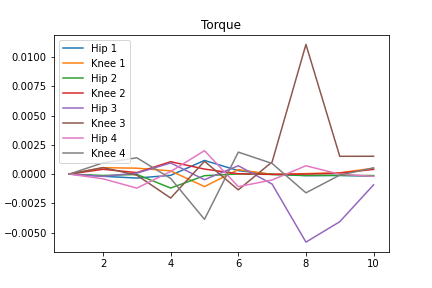 Torque
Hip 1
Knee 1
Hip 2
Knee 2
Hip 3
Knee 3
Hip 4
Knee 4
0.0100
0.0075
0.0050
0.0025
0.0000
−0.0025
−0.0050
2 4 6 8 10